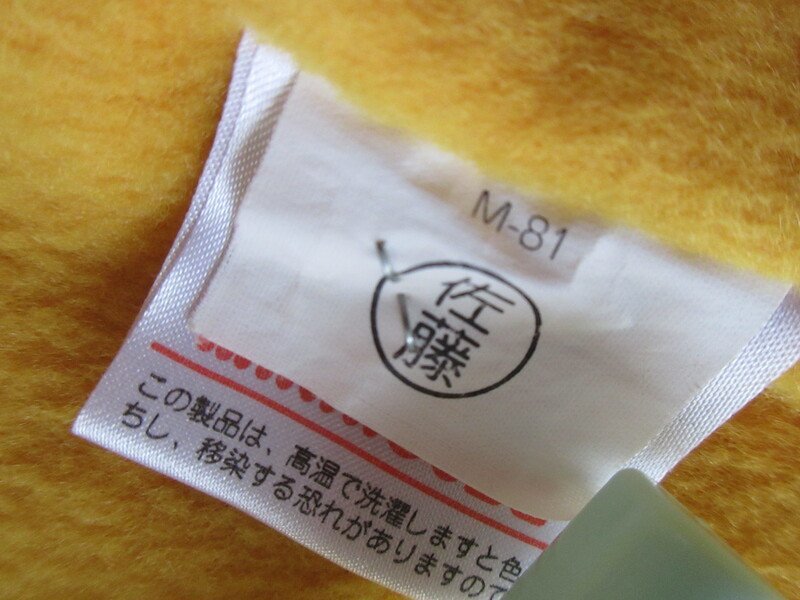 M-81
佐藤
この製品は、高温で洗濯しますと色
ちし、移染する恐れがありますので